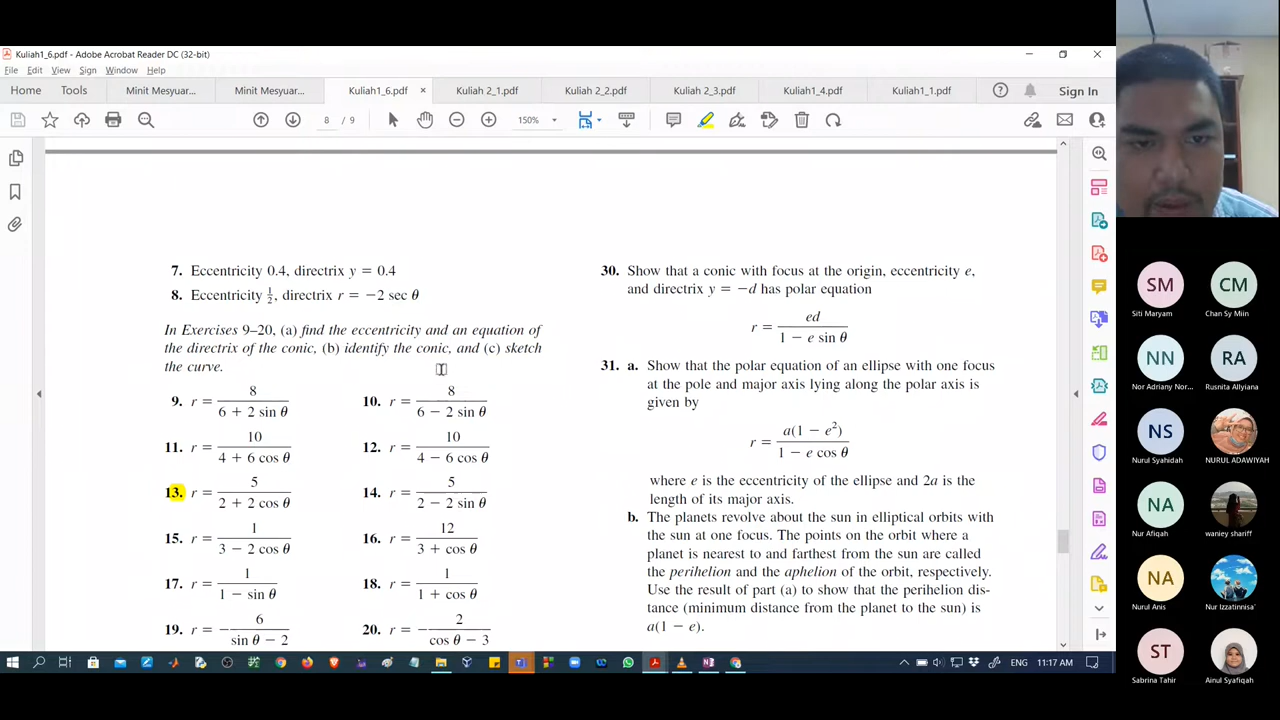 Kuliah1_6.pdf - Adobe Acrobat Reader DC (32-bit)
File Edit View Sign Window Help
Home Tools Minit Mesyuar... Minit Mesyuar... Kuliah1_6.pdf × Kuliah 2_1.pdf Kuliah 2_2.pdf Kuliah 2_3.pdf Kuliah1_4.pdf Kuliah1_1.pdf Sign In
8 / 9 150%
7. Eccentricity 0.4, directrix y = 0.4
8. Eccentricity 1/2, directrix r = −2 sec θ
In Exercises 9–20, (a) find the eccentricity and an equation of
the directrix of the conic, (b) identify the conic, and (c) sketch
the curve.
9. r = 8 / (6 + 2 sin θ) 10. r = 8 / (6 − 2 sin θ)
11. r = 10 / (4 + 6 cos θ) 12. r = 10 / (4 − 6 cos θ)
13. r = 5 / (2 + 2 cos θ) 14. r = 5 / (2 − 2 sin θ)
15. r = 1 / (3 − 2 cos θ) 16. r = 12 / (3 + cos θ)
17. r = 1 / (1 − sin θ) 18. r = 1 / (1 + cos θ)
19. r = − 6 / (sin θ − 2) 20. r = − 2 / (cos θ − 3)
30. Show that a conic with focus at the origin, eccentricity e,
and directrix y = −d has polar equation
r = ed / (1 − e sin θ)
31. a. Show that the polar equation of an ellipse with one focus
at the pole and major axis lying along the polar axis is
given by
r = a(1 − e²) / (1 − e cos θ)
where e is the eccentricity of the ellipse and 2a is the
length of its major axis.
b. The planets revolve about the sun in elliptical orbits with
the sun at one focus. The points on the orbit where a
planet is nearest to and farthest from the sun are called
the perihelion and the aphelion of the orbit, respectively.
Use the result of part (a) to show that the perihelion dis-
tance (minimum distance from the planet to the sun) is
a(1 − e).
SM CM
Siti Maryam Chan Sy Miin
NN RA
Nor Adriany Nor... Rusnita Allyiana
NS
Nurul Syahidah NURUL ADAWIYAH
NA
Nur Afiqah waniey shariff
NA
Nurul Anis Nur Izzatinnisa'
ST
Sabrina Tahir Ainul Syafiqah
ENG 11:17 AM